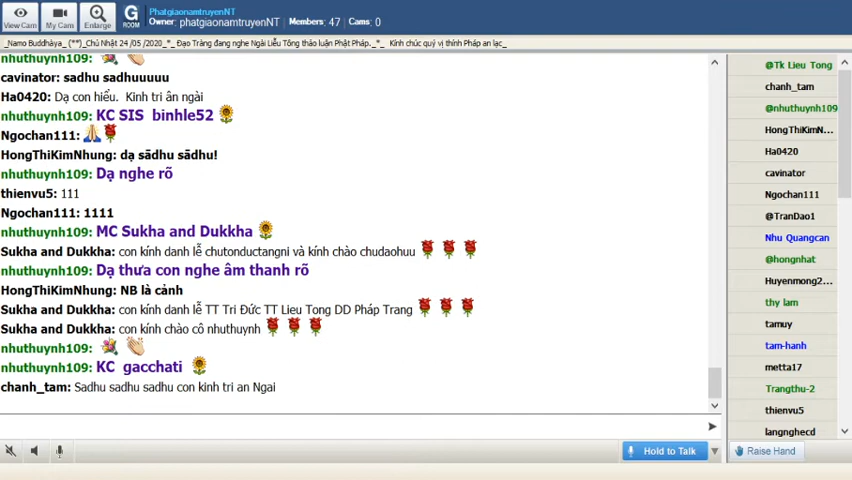 View Cam
My Cam
Enlarge
G
ROOM
PhatgiaonamtruyenNT
Owner: phatgiaonamtruyenNT | Members: 47 | Cams: 0
_Namo Buddhàya_ (**)_Chủ Nhật 24 /05 /2020_*_ Đạo Tràng đang nghe Ngài Liễu Tông thảo luận Phật Pháp._*_ Kính chúc quý vị thính Pháp an lạc_
nhuthuynh109:
cavinator: sadhu sadhuuuuu
Ha0420: Dạ con hiểu. Kinh tri ân ngài
nhuthuynh109: KC SIS binhle52
Ngochan111:
HongThiKimNhung: dạ sādhu sādhu!
nhuthuynh109: Dạ nghe rõ
thienvu5: 111
Ngochan111: 1111
nhuthuynh109: MC Sukha and Dukkha
Sukha and Dukkha: con kính danh lễ chutonductangni và kính chào chudaohuu
nhuthuynh109: Dạ thưa con nghe âm thanh rõ
HongThiKimNhung: NB là cảnh
Sukha and Dukkha: con kính danh lễ TT Tri Đức TT Lieu Tong DD Pháp Trang
Sukha and Dukkha: con kính chào cô nhuthuynh
nhuthuynh109:
nhuthuynh109: KC gacchati
chanh_tam: Sadhu sadhu sadhu con kinh tri an Ngai
@Tk Lieu Tong
chanh_tam
@nhuthuynh109
HongThiKimN...
Ha0420
cavinator
Ngochan111
@TranDao1
Nhu Quangcan
@hongnhat
Huyenmong2...
thy lam
tamuy
tam-hanh
metta17
Trangthu-2
thienvu5
langnghecd
Hold to Talk
Raise Hand